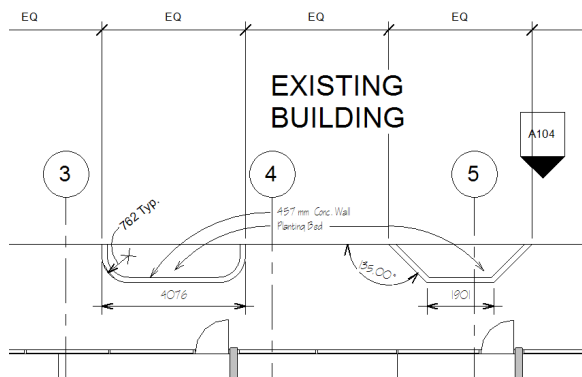 EQ EQ EQ EQ
EXISTING
BUILDING
A104
3 4 5
762 Typ.
457 mm Conc. Wall
Planting Bed
135.00°
4076
1901